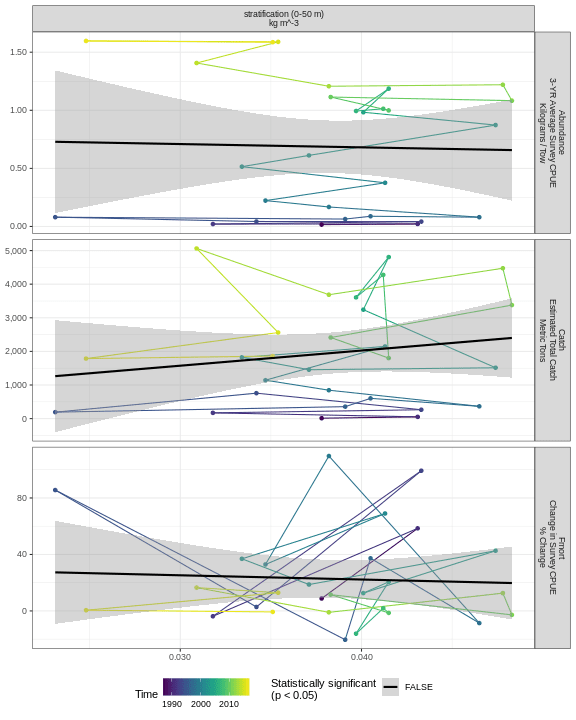 stratification (0-50 m)
kg m^-3
1.50
1.00
0.50
0.00
Abundance
3-YR Average Survey CPUE
Kilograms / Tow
5,000
4,000
3,000
2,000
1,000
0
Catch
Estimated Total Catch
Metric Tons
80
40
0
Fmort
Change in Survey CPUE
% Change
0.030
0.040
Time
1990
2000
2010
Statistically significant
(p < 0.05)
FALSE